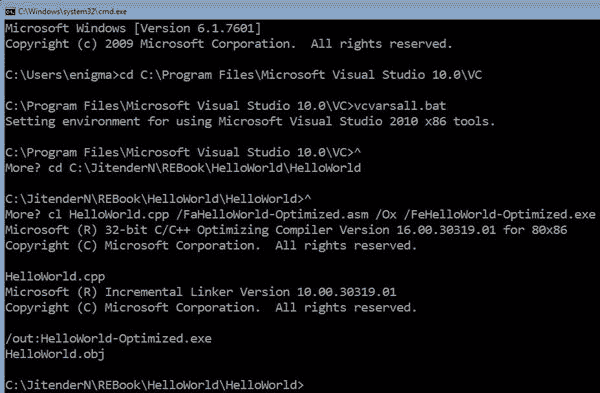 C:\Windows\system32\cmd.exe
Microsoft Windows [Version 6.1.7601]
Copyright (c) 2009 Microsoft Corporation.  All rights reserved.
C:\Users\enigma>cd C:\Program Files\Microsoft Visual Studio 10.0\VC
C:\Program Files\Microsoft Visual Studio 10.0\VC>vcvarsall.bat
Setting environment for using Microsoft Visual Studio 2010 x86 tools.
C:\Program Files\Microsoft Visual Studio 10.0\VC>^
More? cd C:\JitenderN\REBook\HelloWorld\HelloWorld
C:\JitenderN\REBook\HelloWorld\HelloWorld>^
More? cl HelloWorld.cpp /FaHelloWorld-Optimized.asm /Ox /FeHelloWorld-Optimized.exe
Microsoft (R) 32-bit C/C++ Optimizing Compiler Version 16.00.30319.01 for 80x86
Copyright (C) Microsoft Corporation.  All rights reserved.
HelloWorld.cpp
Microsoft (R) Incremental Linker Version 10.00.30319.01
Copyright (C) Microsoft Corporation.  All rights reserved.
/out:HelloWorld-Optimized.exe
HelloWorld.obj
C:\JitenderN\REBook\HelloWorld\HelloWorld>